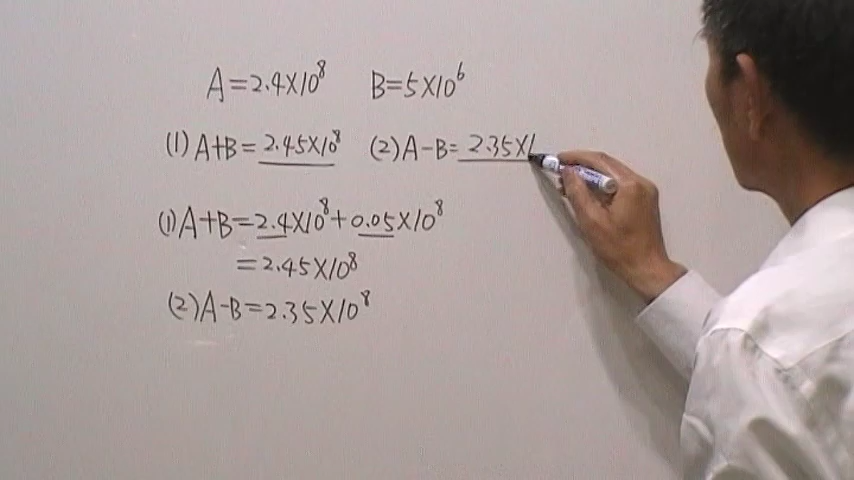 A=2.4×10⁸ B=5×10⁶
(1) A+B=2.45×10⁸ (2) A-B=2.35×1
(1) A+B=2.4×10⁸+0.05×10⁸
=2.45×10⁸
(2) A-B=2.35×10⁸